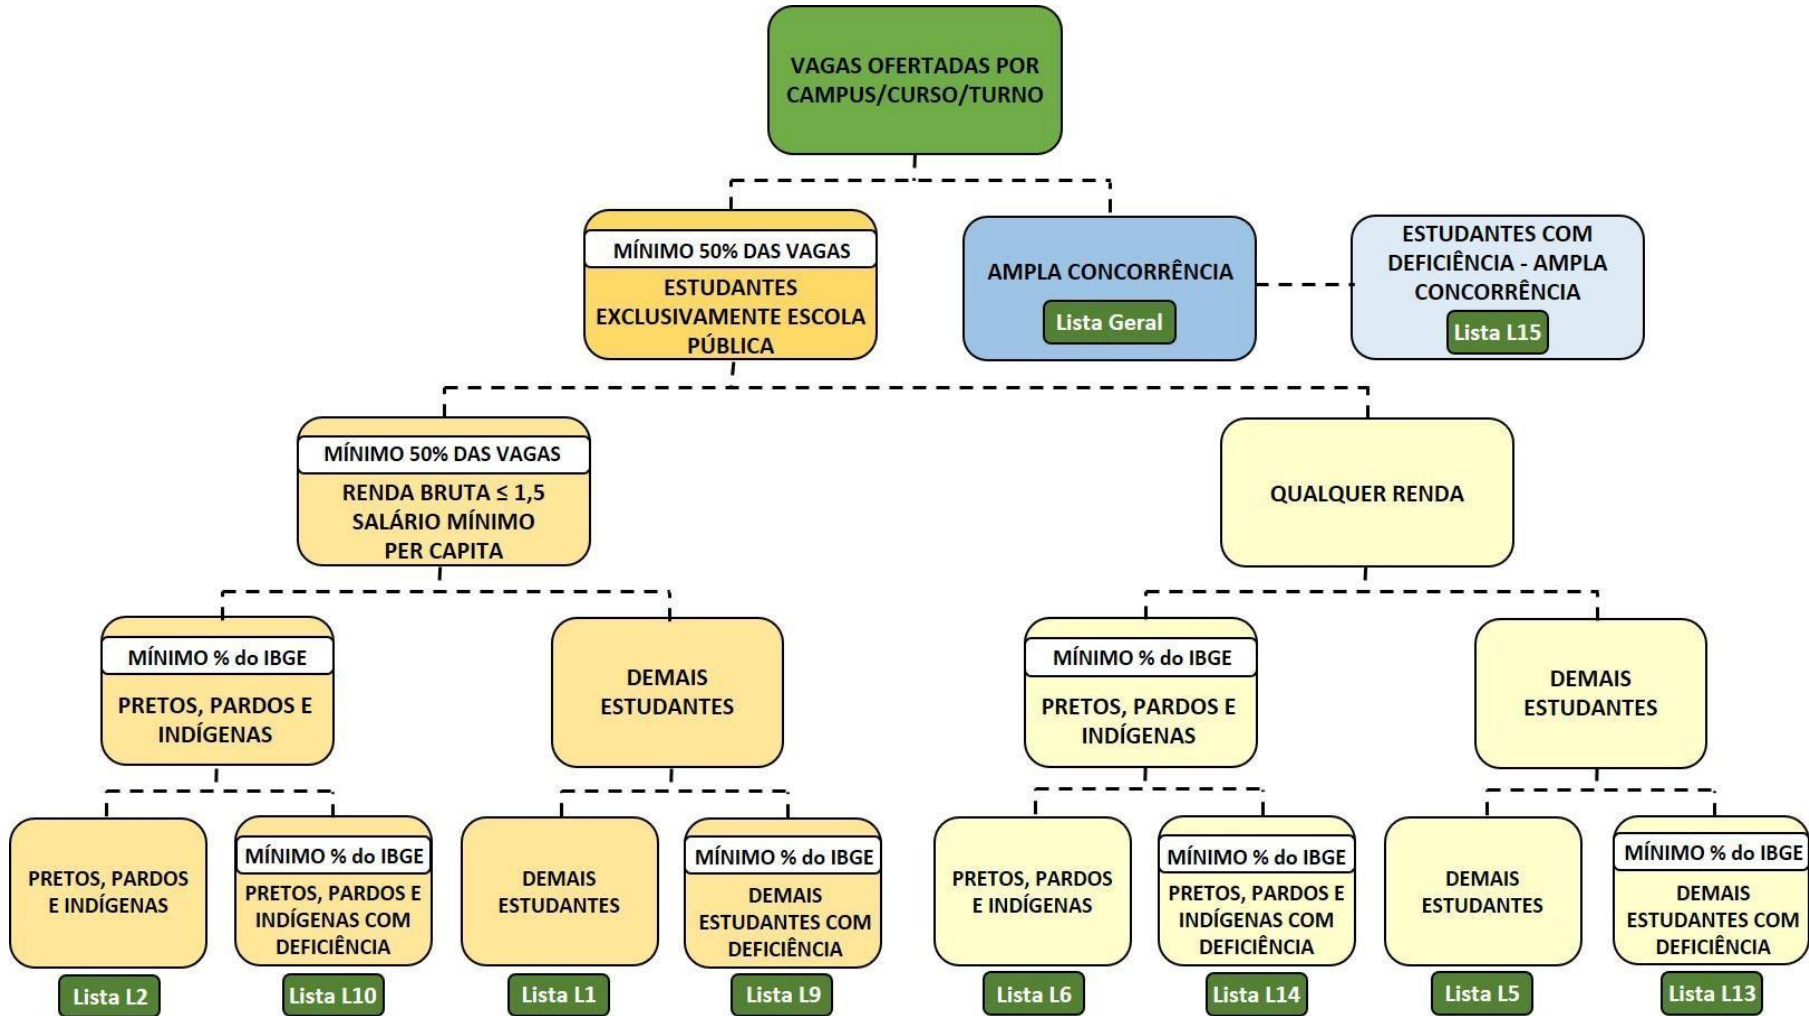 VAGAS OFERTADAS POR
CAMPUS/CURSO/TURNO
MÍNIMO 50% DAS VAGAS
ESTUDANTES
EXCLUSIVAMENTE ESCOLA
PÚBLICA
AMPLA CONCORRÊNCIA
Lista Geral
ESTUDANTES COM
DEFICIÊNCIA - AMPLA
CONCORRÊNCIA
Lista L15
MÍNIMO 50% DAS VAGAS
RENDA BRUTA ≤ 1,5
SALÁRIO MÍNIMO
PER CAPITA
QUALQUER RENDA
MÍNIMO % do IBGE
PRETOS, PARDOS E
INDÍGENAS
DEMAIS
ESTUDANTES
MÍNIMO % do IBGE
PRETOS, PARDOS E
INDÍGENAS
DEMAIS
ESTUDANTES
PRETOS, PARDOS
E INDÍGENAS
Lista L2
MÍNIMO % do IBGE
PRETOS, PARDOS E
INDÍGENAS COM
DEFICIÊNCIA
Lista L10
DEMAIS
ESTUDANTES
Lista L1
MÍNIMO % do IBGE
DEMAIS
ESTUDANTES COM
DEFICIÊNCIA
Lista L9
PRETOS, PARDOS
E INDÍGENAS
Lista L6
MÍNIMO % do IBGE
PRETOS, PARDOS E
INDÍGENAS COM
DEFICIÊNCIA
Lista L14
DEMAIS
ESTUDANTES
Lista L5
MÍNIMO % do IBGE
DEMAIS
ESTUDANTES COM
DEFICIÊNCIA
Lista L13